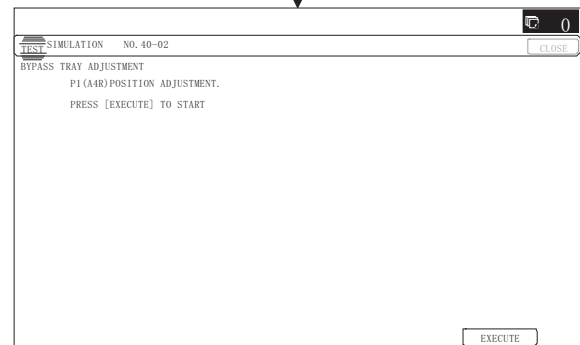 0
TEST SIMULATION NO.40-02
CLOSE
BYPASS TRAY ADJUSTMENT
P1(A4R)POSITION ADJUSTMENT.
PRESS [EXECUTE] TO START
EXECUTE